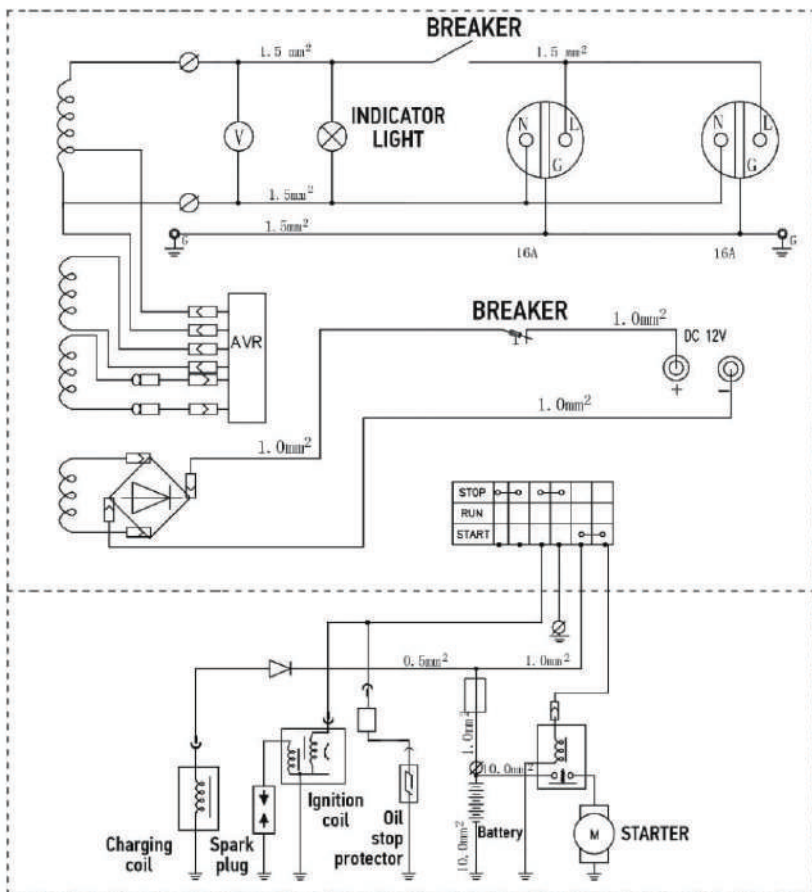 BREAKER
1.5 mm²
1.5 mm²
INDICATOR
LIGHT
V
N
L
G
N
L
G
1.5mm²
1.5mm²
G
G
16A
16A
AVR
BREAKER
1.0mm²
DC 12V
+
-
1.0mm²
1.0mm²
STOP
RUN
START
0.5mm²
1.0mm²
1.0mm²
10.0mm²
10.0mm²
Charging
coil
Spark
plug
Ignition
coil
Oil
stop
protector
Battery
M
STARTER